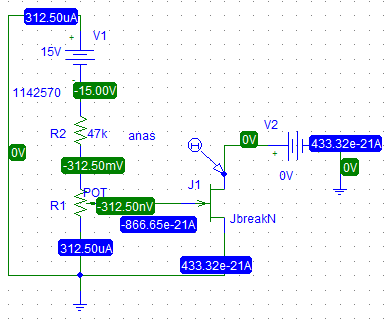 312.50uA
V1
15V
1142570
-15.00V
R2
47k
anas
0V
V2
0V
433.32e-21A
0V
-312.50mV
0V
J1
POT
R1
-312.50nV
-866.65e-21A
JbreakN
312.50uA
433.32e-21A